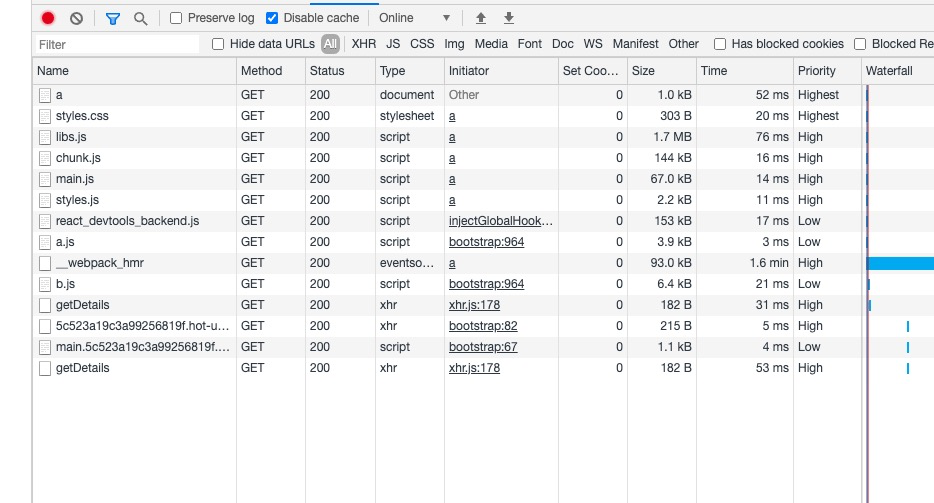 Preserve log Disable cache Online
Filter Hide data URLs All XHR JS CSS Img Media Font Doc WS Manifest Other Has blocked cookies Blocked Re
Name Method Status Type Initiator Set Coo... Size Time Priority Waterfall
a GET 200 document Other 0 1.0 kB 52 ms Highest
styles.css GET 200 stylesheet a 0 303 B 20 ms Highest
libs.js GET 200 script a 0 1.7 MB 76 ms High
chunk.js GET 200 script a 0 144 kB 16 ms High
main.js GET 200 script a 0 67.0 kB 14 ms High
styles.js GET 200 script a 0 2.2 kB 11 ms High
react_devtools_backend.js GET 200 script injectGlobalHook... 0 153 kB 17 ms Low
a.js GET 200 script bootstrap:964 0 3.9 kB 3 ms Low
__webpack_hmr GET 200 eventso... a 0 93.0 kB 1.6 min High
b.js GET 200 script bootstrap:964 0 6.4 kB 21 ms Low
getDetails GET 200 xhr xhr.js:178 0 182 B 31 ms High
5c523a19c3a99256819f.hot-u... GET 200 xhr bootstrap:82 0 215 B 5 ms High
main.5c523a19c3a99256819f.... GET 200 script bootstrap:67 0 1.1 kB 4 ms Low
getDetails GET 200 xhr xhr.js:178 0 182 B 53 ms High